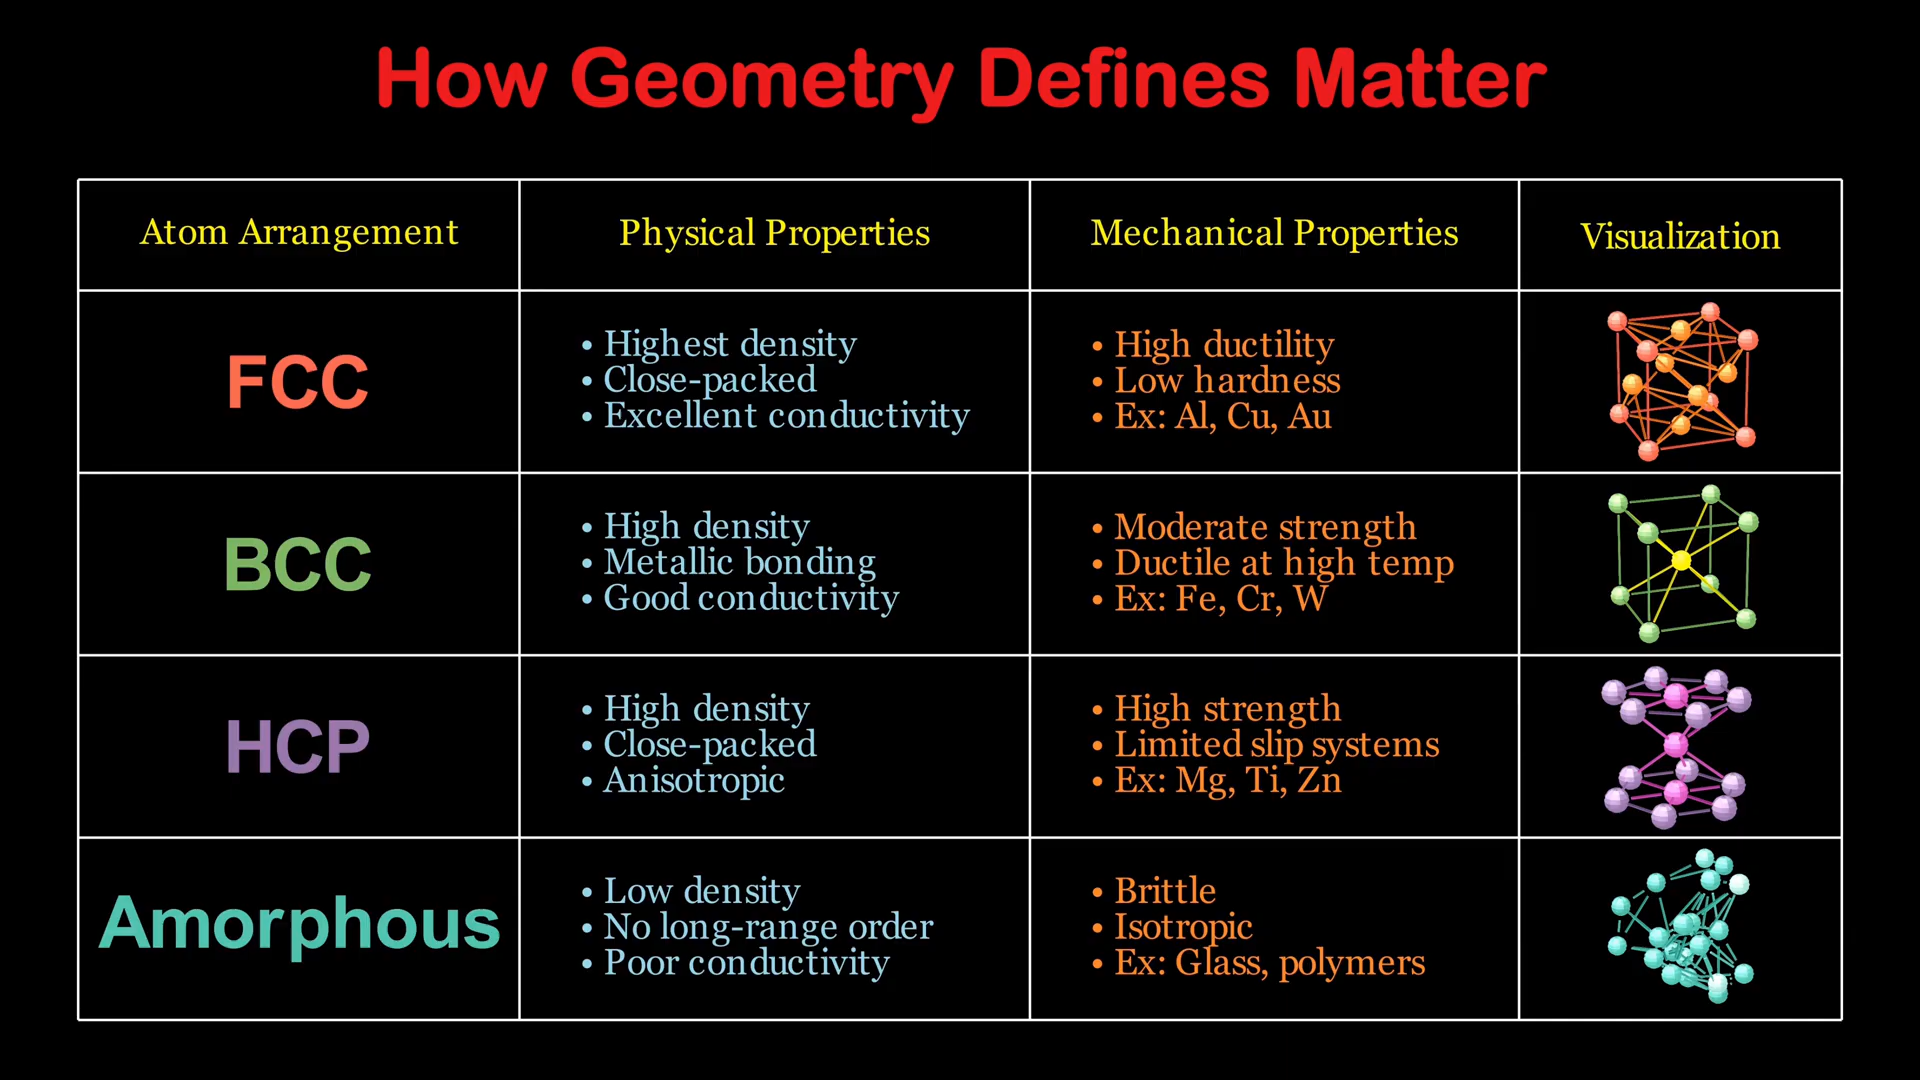 How Geometry Defines Matter
Atom Arrangement
Physical Properties
Mechanical Properties
Visualization
FCC
• Highest density
• Close-packed
• Excellent conductivity
• High ductility
• Low hardness
• Ex: Al, Cu, Au
BCC
• High density
• Metallic bonding
• Good conductivity
• Moderate strength
• Ductile at high temp
• Ex: Fe, Cr, W
HCP
• High density
• Close-packed
• Anisotropic
• High strength
• Limited slip systems
• Ex: Mg, Ti, Zn
Amorphous
• Low density
• No long-range order
• Poor conductivity
• Brittle
• Isotropic
• Ex: Glass, polymers